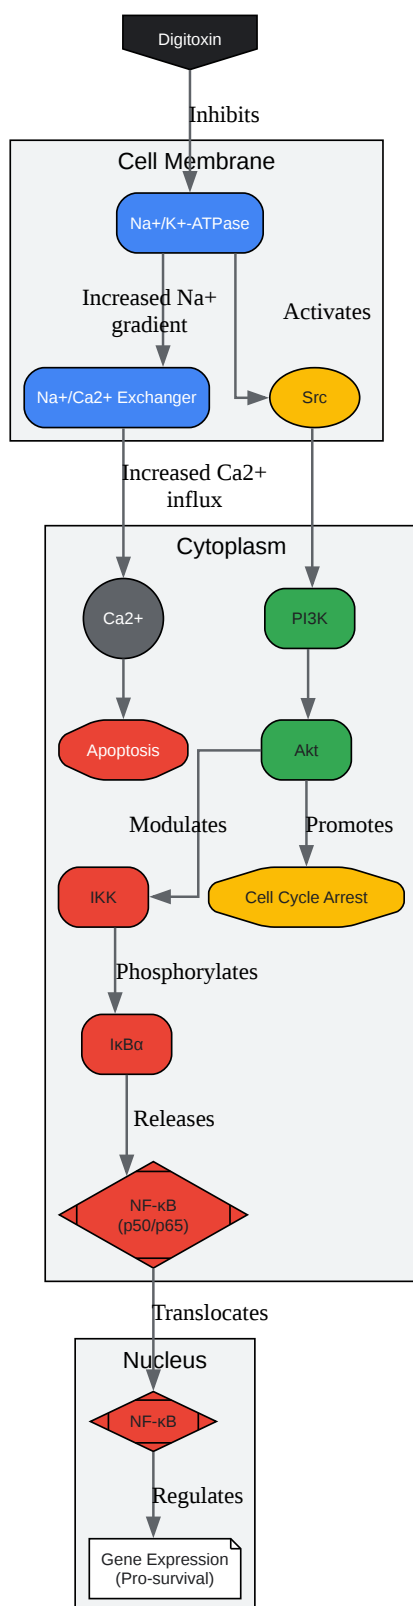 Digitoxin
Inhibits
Cell Membrane
Na+/K+-ATPase
Increased Na+
gradient
Activates
Na+/Ca2+ Exchanger
Src
Increased Ca2+
influx
Cytoplasm
Ca2+
PI3K
Apoptosis
Akt
Modulates
Promotes
IKK
Cell Cycle Arrest
Phosphorylates
IκBα
Releases
NF-κB
(p50/p65)
Translocates
Nucleus
NF-κB
Regulates
Gene Expression
(Pro-survival)